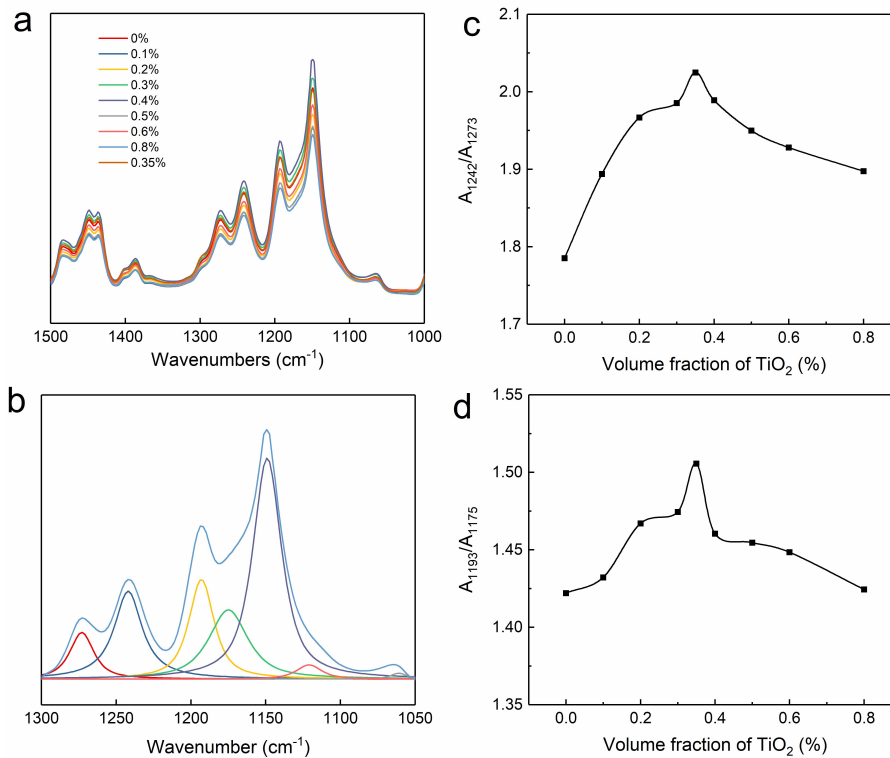 a
0%
0.1%
0.2%
0.3%
0.4%
0.5%
0.6%
0.8%
0.35%
1500 1400 1300 1200 1100 1000
Wavenumbers (cm⁻¹)
b
1300 1250 1200 1150 1100 1050
Wavenumber (cm⁻¹)
c
2.1
2.0
1.9
1.8
1.7
A₁₂₄₂/A₁₂₇₃
0.0 0.2 0.4 0.6 0.8
Volume fraction of TiO₂ (%)
d
1.55
1.50
1.45
1.40
1.35
A₁₁₉₃/A₁₁₇₅
0.0 0.2 0.4 0.6 0.8
Volume fraction of TiO₂ (%)